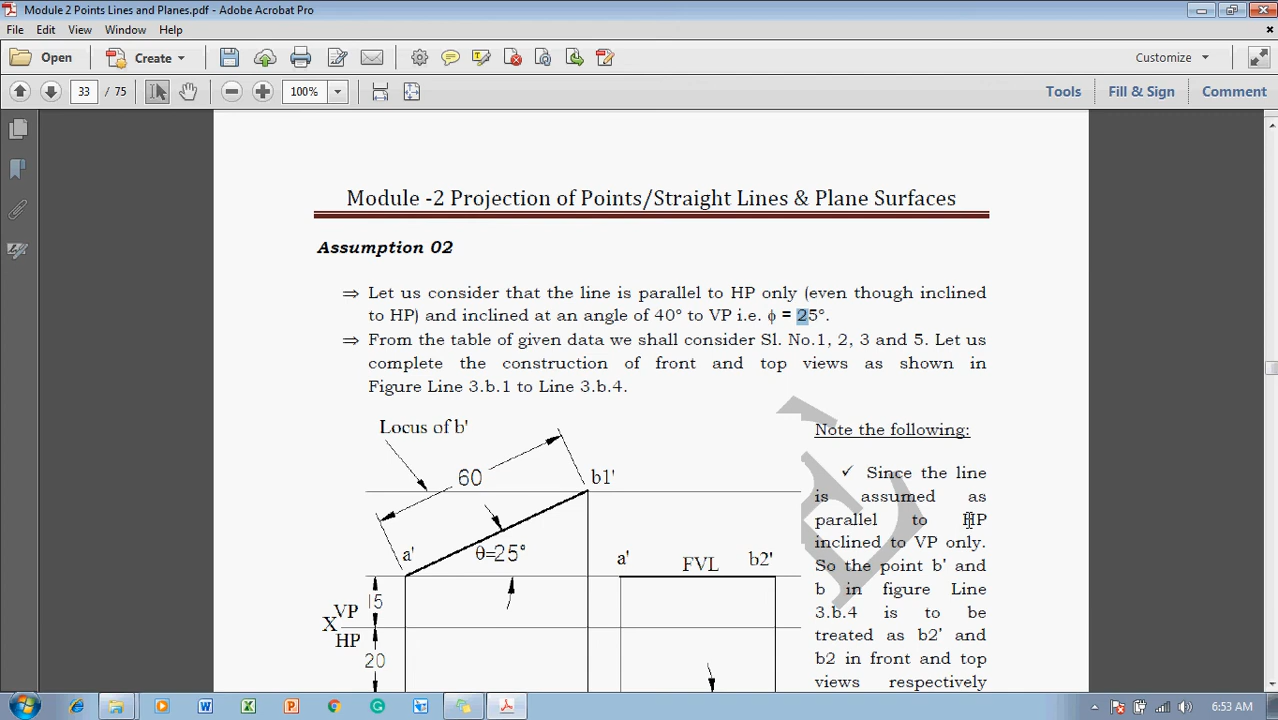 Module 2 Points Lines and Planes.pdf - Adobe Acrobat Pro
File Edit View Window Help
Open Create Customize
33 / 75 100% Tools Fill & Sign Comment
Module -2 Projection of Points/Straight Lines & Plane Surfaces
Assumption 02
⇒ Let us consider that the line is parallel to HP only (even though inclined
to HP) and inclined at an angle of 40° to VP i.e. ϕ = 25°.
⇒ From the table of given data we shall consider Sl. No.1, 2, 3 and 5. Let us
complete the construction of front and top views as shown in
Figure Line 3.b.1 to Line 3.b.4.
Locus of b'
60
b1'
a'
θ=25°
a' FVL b2'
15
X VP
HP
20
Note the following:
✓ Since the line
is assumed as
parallel to HP
inclined to VP only.
So the point b' and
b in figure Line
3.b.4 is to be
treated as b2' and
b2 in front and top
views respectively
6:53 AM